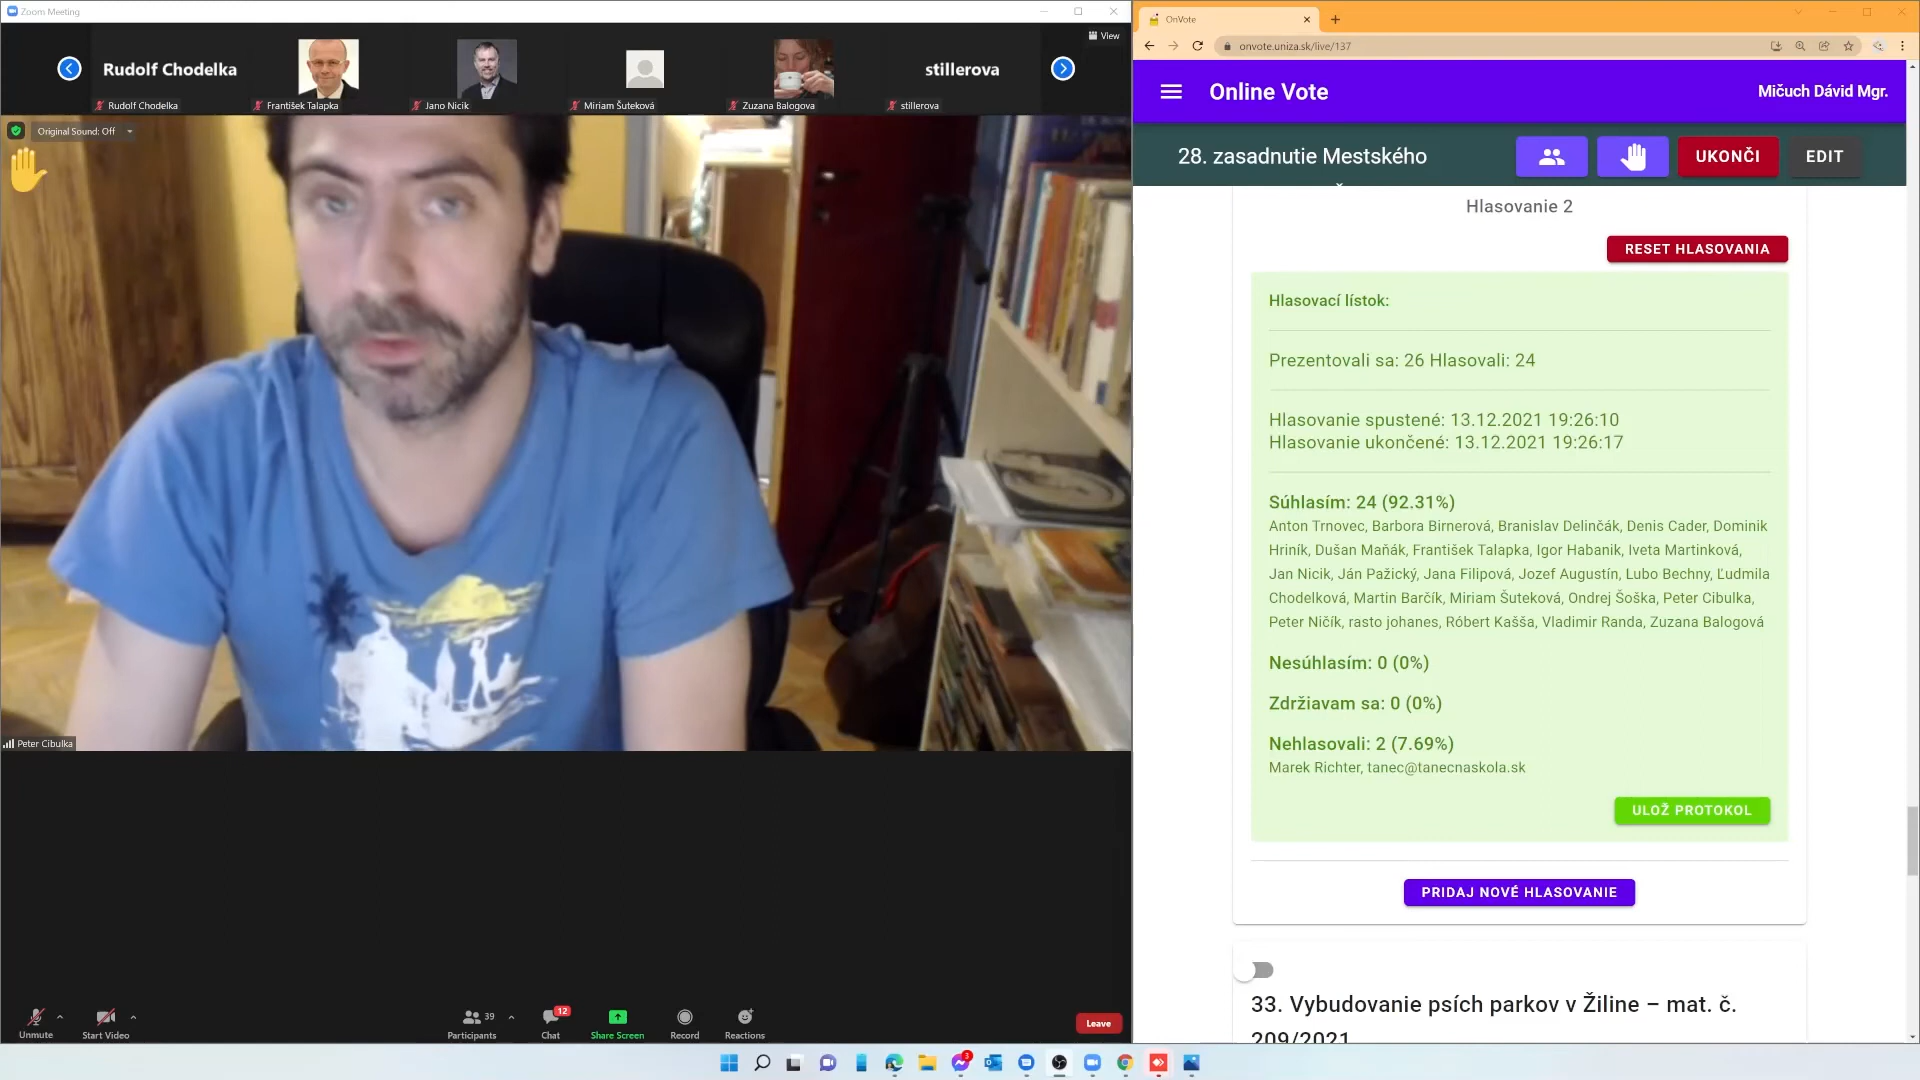 Zoom Meeting
View
Rudolf Chodelka
stillerova
Rudolf Chodelka
František Talapka
Jano Nicik
Miriam Šuteková
Zuzana Balogova
stillerova
Original Sound: Off
Peter Cibulka
Unmute
Start Video
39
Participants
12
Chat
Share Screen
Record
Reactions
Leave
OnVote
onvote.uniza.sk/live/137
Online Vote
Mičuch Dávid Mgr.
28. zasadnutie Mestského
UKONČI
EDIT
Hlasovanie 2
RESET HLASOVANIA
Hlasovací lístok:
Prezentovali sa: 26 Hlasovali: 24
Hlasovanie spustené: 13.12.2021 19:26:10
Hlasovanie ukončené: 13.12.2021 19:26:17
Súhlasím: 24 (92.31%)
Anton Trnovec, Barbora Birnerová, Branislav Delinčák, Denis Cader, Dominik
Hriník, Dušan Maňák, František Talapka, Igor Habanik, Iveta Martinková,
Jan Nicik, Ján Pažický, Jana Filipová, Jozef Augustín, Lubo Bechny, Ľudmila
Chodelková, Martin Barčík, Miriam Šuteková, Ondrej Šoška, Peter Cibulka,
Peter Ničík, rasto johanes, Róbert Kašša, Vladimir Randa, Zuzana Balogová
Nesúhlasím: 0 (0%)
Zdržiavam sa: 0 (0%)
Nehlasovali: 2 (7.69%)
Marek Richter, tanec@tanecnaskola.sk
ULOŽ PROTOKOL
PRIDAJ NOVÉ HLASOVANIE
33. Vybudovanie psích parkov v Žiline – mat. č.
209/2021
3